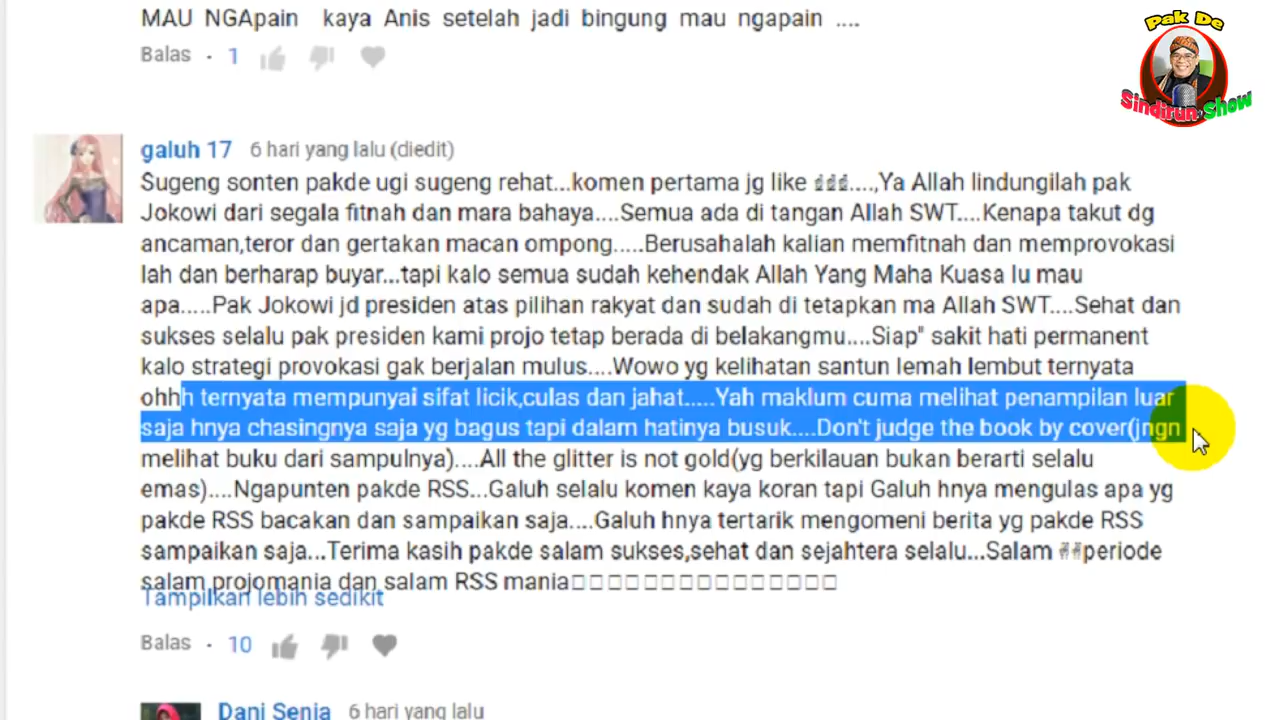 MAU NGApain kaya Anis setelah jadi bingung mau ngapain ....
Balas · 1
Pak De
Sindirun Show
galuh 17 6 hari yang lalu (diedit)
Sugeng sonten pakde ugi sugeng rehat...komen pertama jg like ☝☝☝....,Ya Allah lindungilah pak
Jokowi dari segala fitnah dan mara bahaya....Semua ada di tangan Allah SWT....Kenapa takut dg
ancaman,teror dan gertakan macan ompong.....Berusahalah kalian memfitnah dan memprovokasi
lah dan berharap buyar...tapi kalo semua sudah kehendak Allah Yang Maha Kuasa lu mau
apa.....Pak Jokowi jd presiden atas pilihan rakyat dan sudah di tetapkan ma Allah SWT....Sehat dan
sukses selalu pak presiden kami projo tetap berada di belakangmu....Siap" sakit hati permanent
kalo strategi provokasi gak berjalan mulus....Wowo yg kelihatan santun lemah lembut ternyata
ohhh ternyata mempunyai sifat licik,culas dan jahat.....Yah maklum cuma melihat penampilan luar
saja hnya chasingnya saja yg bagus tapi dalam hatinya busuk....Don't judge the book by cover(jngn
melihat buku dari sampulnya)....All the glitter is not gold(yg berkilauan bukan berarti selalu
emas)....Ngapunten pakde RSS...Galuh selalu komen kaya koran tapi Galuh hnya mengulas apa yg
pakde RSS bacakan dan sampaikan saja....Galuh hnya tertarik mengomeni berita yg pakde RSS
sampaikan saja...Terima kasih pakde salam sukses,sehat dan sejahtera selalu...Salam ✌✌periode
salam projomania dan salam RSS mania
Tampilkan lebih sedikit
Balas · 10
Dani Senja 6 hari yang lalu